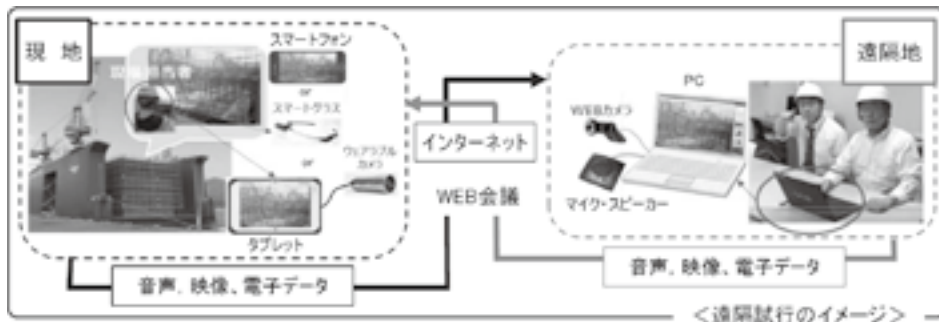 現 地
スマートフォン
or
スマートグラス
or
ウェアラブル
カメラ
タブレット
音声、映像、電子データ
インターネット
WEB会議
遠隔地
PC
WEBカメラ
マイク・スピーカー
音声、映像、電子データ
＜遠隔試行のイメージ＞